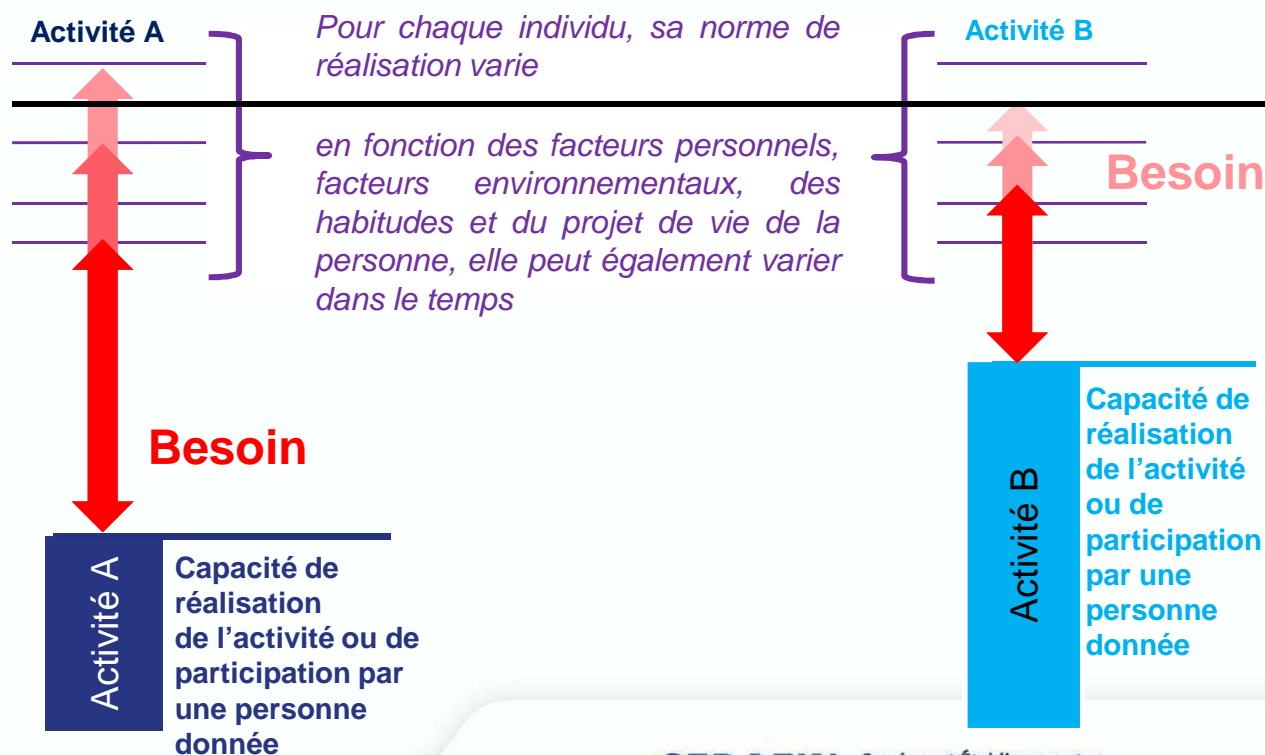 Activité A
Pour chaque individu, sa norme de
réalisation varie
en fonction des facteurs personnels,
facteurs environnementaux, des
habitudes et du projet de vie de la
personne, elle peut également varier
dans le temps
Activité B
Besoin
Besoin
Activité A
Capacité de
réalisation
de l’activité ou de
participation par
une personne
donnée
Activité B
Capacité de
réalisation
de l’activité
ou de
participation
par une
personne
donnée